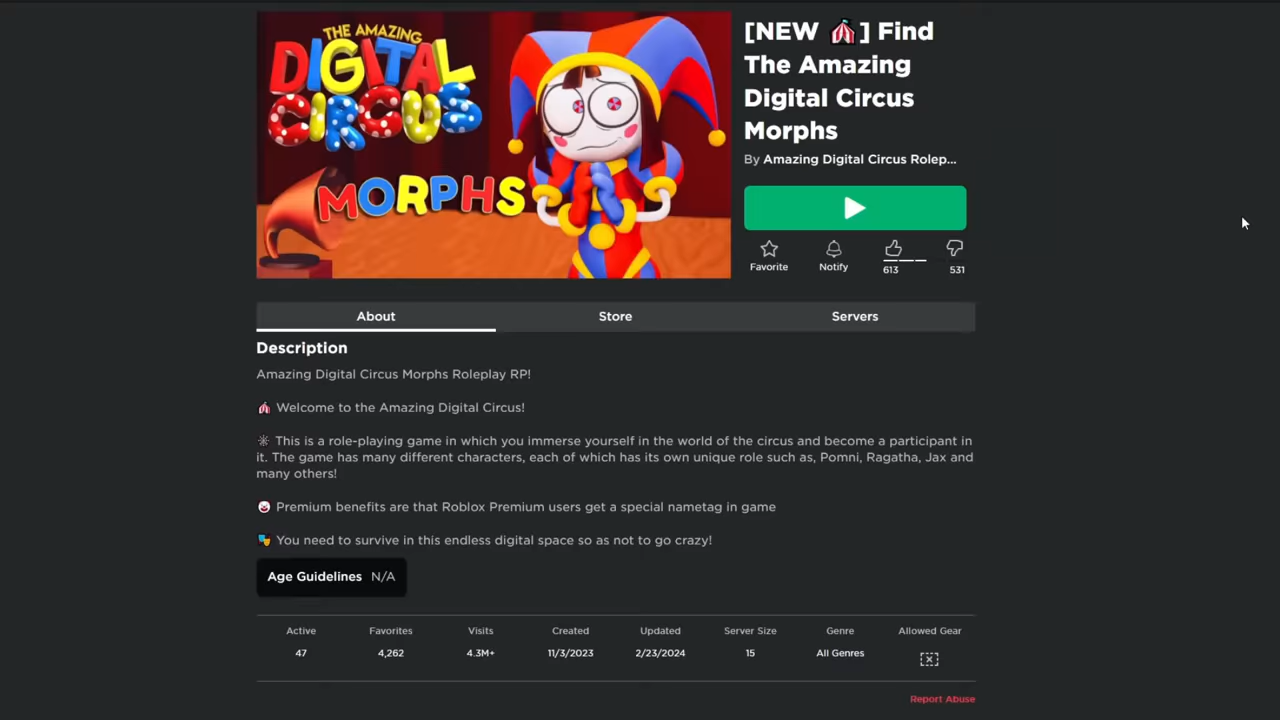 THE AMAZING
DIGITAL
CIRCUS
MORPHS
[NEW 🎪] Find
The Amazing
Digital Circus
Morphs
By Amazing Digital Circus Rolep...
Favorite
Notify
613
531
About
Store
Servers
Description
Amazing Digital Circus Morphs Roleplay RP!
🎪 Welcome to the Amazing Digital Circus!
☀ This is a role-playing game in which you immerse yourself in the world of the circus and become a participant in
it. The game has many different characters, each of which has its own unique role such as, Pomni, Ragatha, Jax and
many others!
🤡 Premium benefits are that Roblox Premium users get a special nametag in game
🎭 You need to survive in this endless digital space so as not to go crazy!
Age Guidelines N/A
Active Favorites Visits Created Updated Server Size Genre Allowed Gear
47 4,262 4.3M+ 11/3/2023 2/23/2024 15 All Genres
Report Abuse